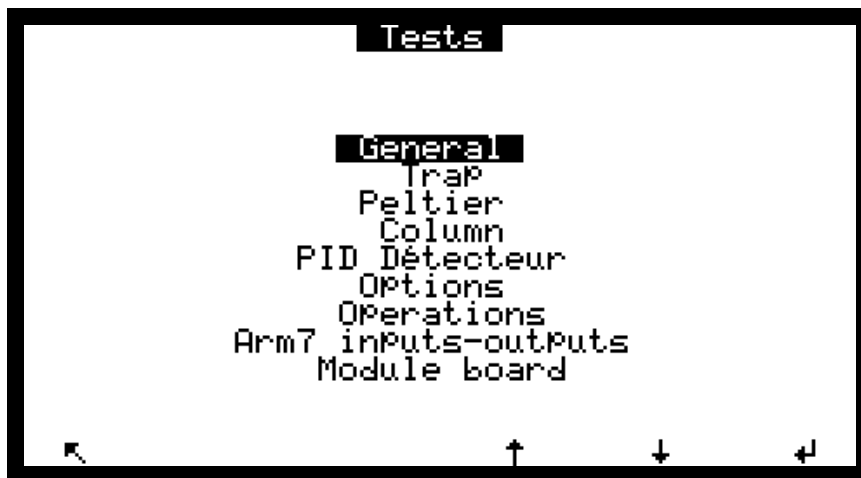 Tests
General
Trap
Peltier
Column
PID Détecteur
Options
Operations
Arm7 inputs-outputs
Module board